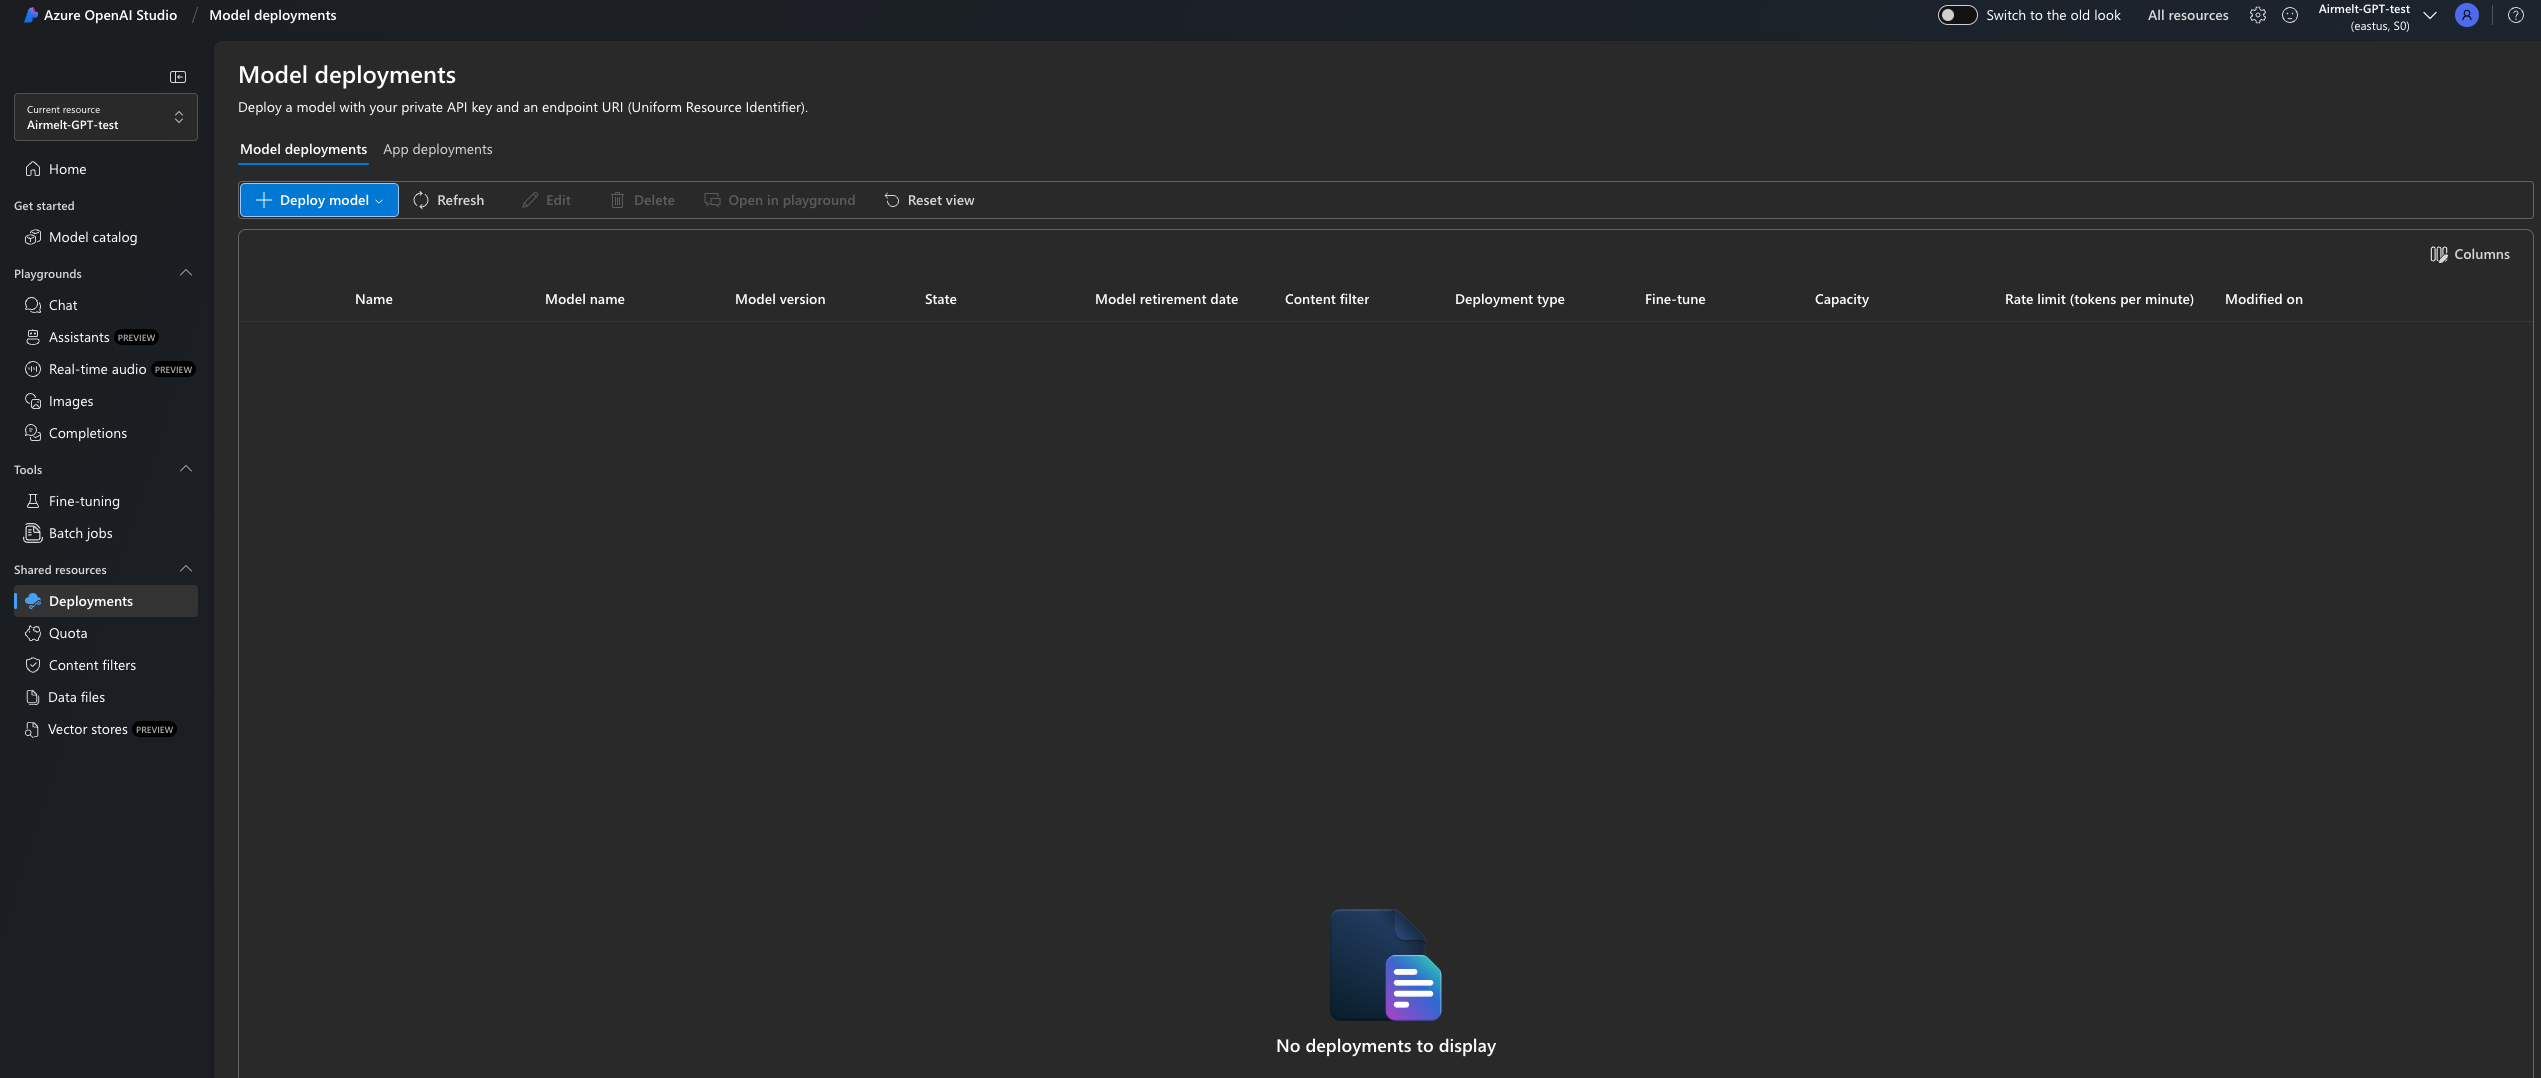 Azure OpenAI Studio / Model deployments
Switch to the old look
All resources
Airmelt-GPT-test
(eastus, S0)
Current resource
Airmelt-GPT-test
Home
Get started
Model catalog
Playgrounds
Chat
Assistants PREVIEW
Real-time audio PREVIEW
Images
Completions
Tools
Fine-tuning
Batch jobs
Shared resources
Deployments
Quota
Content filters
Data files
Vector stores PREVIEW
Model deployments
Deploy a model with your private API key and an endpoint URI (Uniform Resource Identifier).
Model deployments App deployments
Deploy model Refresh Edit Delete Open in playground Reset view
Columns
Name Model name Model version State Model retirement date Content filter Deployment type Fine-tune Capacity Rate limit (tokens per minute) Modified on
No deployments to display